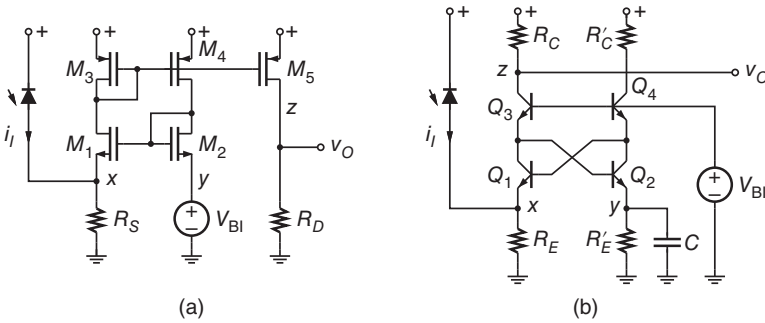 + + + +
M3 M4 M5
z
iI M1 M2 vO
x y
RS VBI RD
+ −
(a)
+ + +
RC R′C
z vO
Q3 Q4
iI Q1 Q2
+ − VBI
x y
RE R′E C
(b)